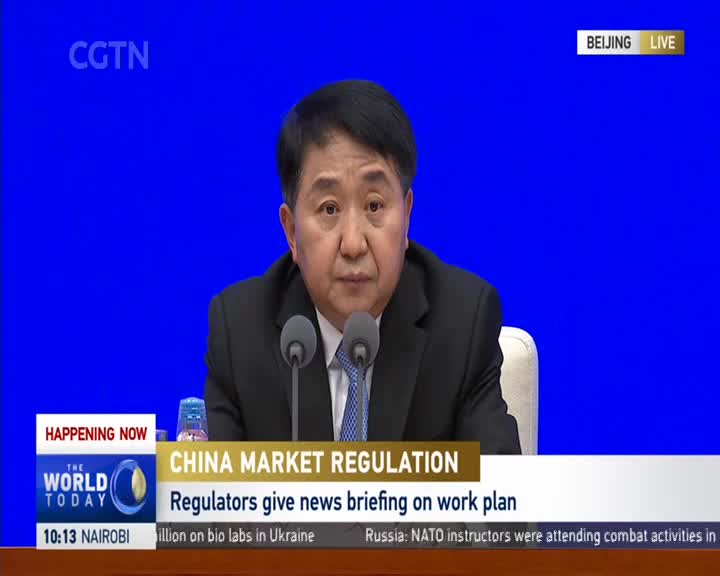 CGTN
BEIJING LIVE
HAPPENING NOW
THE
WORLD
TODAY
CHINA MARKET REGULATION
Regulators give news briefing on work plan
10:13 NAIROBI
illion on bio labs in Ukraine Russia: NATO instructors were attending combat activities in